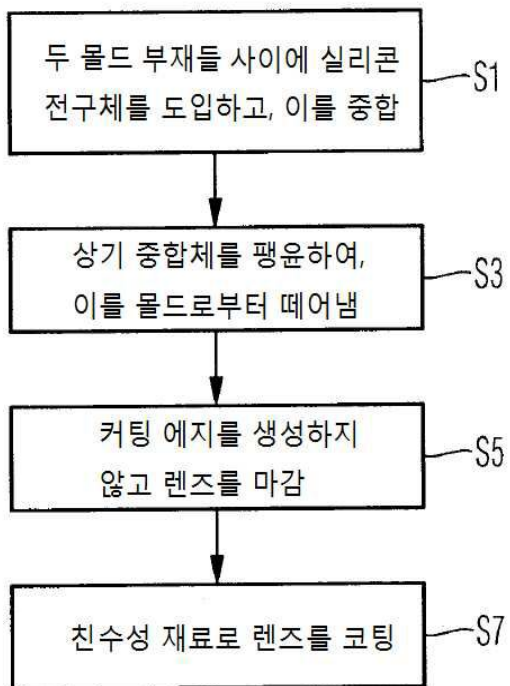 두 몰드 부재들 사이에 실리콘
전구체를 도입하고, 이를 중합
S1
상기 중합체를 팽윤하여,
이를 몰드로부터 떼어냄
S3
커팅 에지를 생성하지
않고 렌즈를 마감
S5
친수성 재료로 렌즈를 코팅
S7